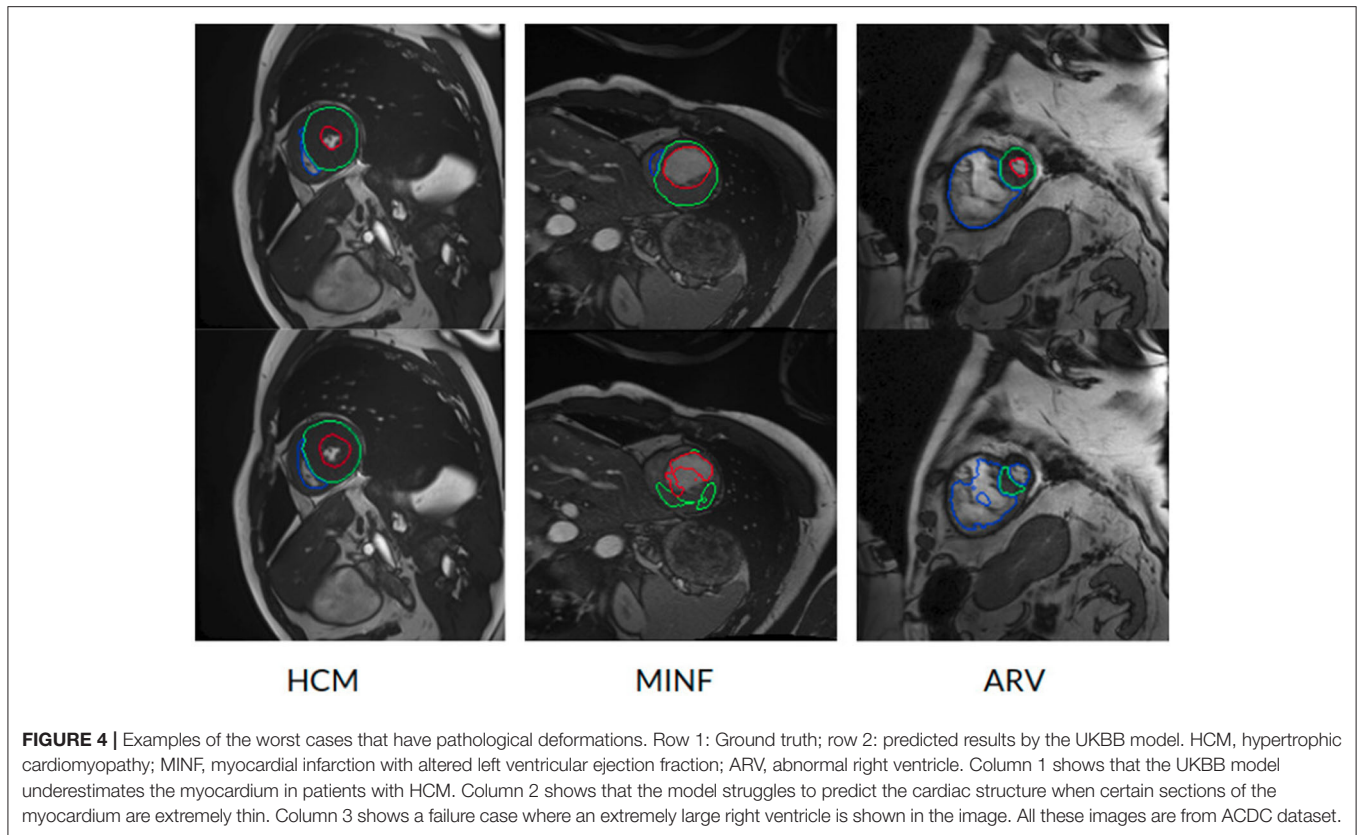 HCM
MINF
ARV
FIGURE 4 | Examples of the worst cases that have pathological deformations. Row 1: Ground truth; row 2: predicted results by the UKBB model. HCM, hypertrophic
cardiomyopathy; MINF, myocardial infarction with altered left ventricular ejection fraction; ARV, abnormal right ventricle. Column 1 shows that the UKBB model
underestimates the myocardium in patients with HCM. Column 2 shows that the model struggles to predict the cardiac structure when certain sections of the
myocardium are extremely thin. Column 3 shows a failure case where an extremely large right ventricle is shown in the image. All these images are from ACDC dataset.